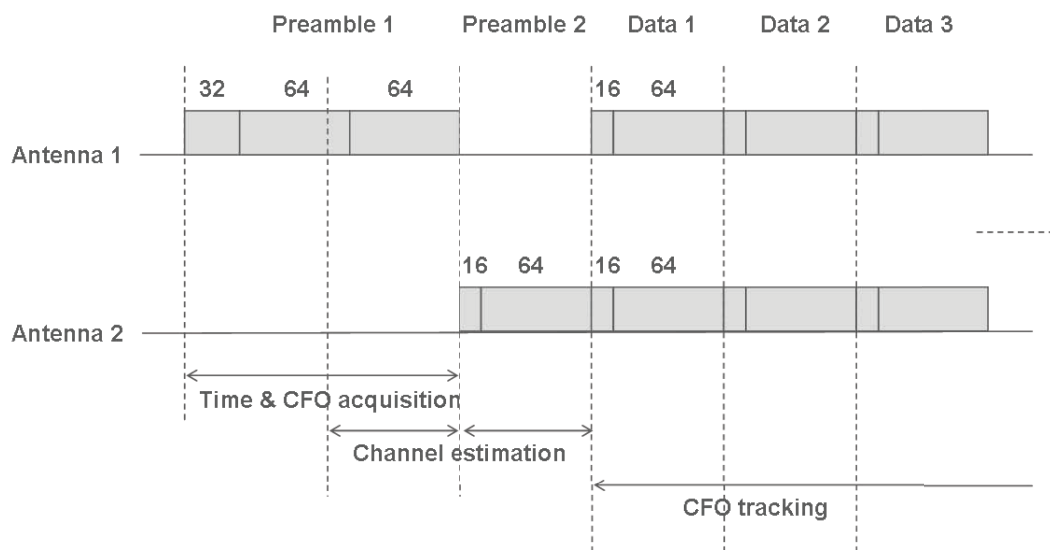 Preamble 1 Preamble 2 Data 1 Data 2 Data 3
32 64 64 16 64
Antenna 1
16 64 16 64
Antenna 2
Time & CFO acquisition
Channel estimation
CFO tracking